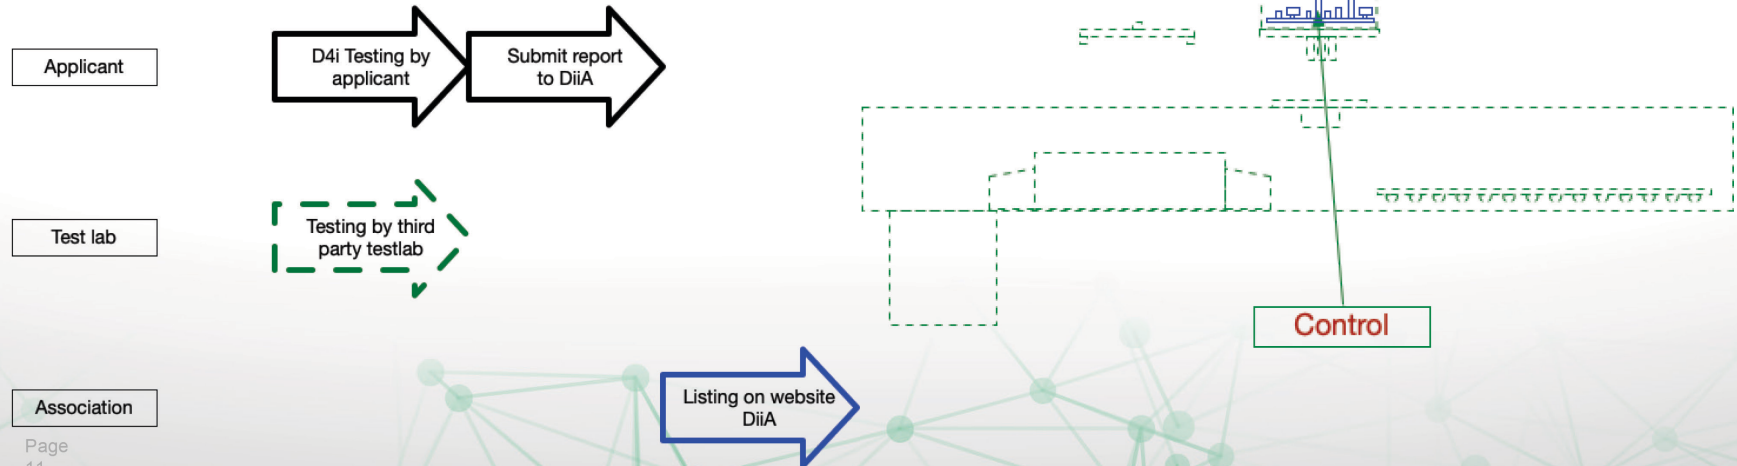 Applicant
D4i Testing by
applicant
Submit report
to DiiA
Test lab
Testing by third
party testlab
Control
Association
Listing on website
DiiA
Page